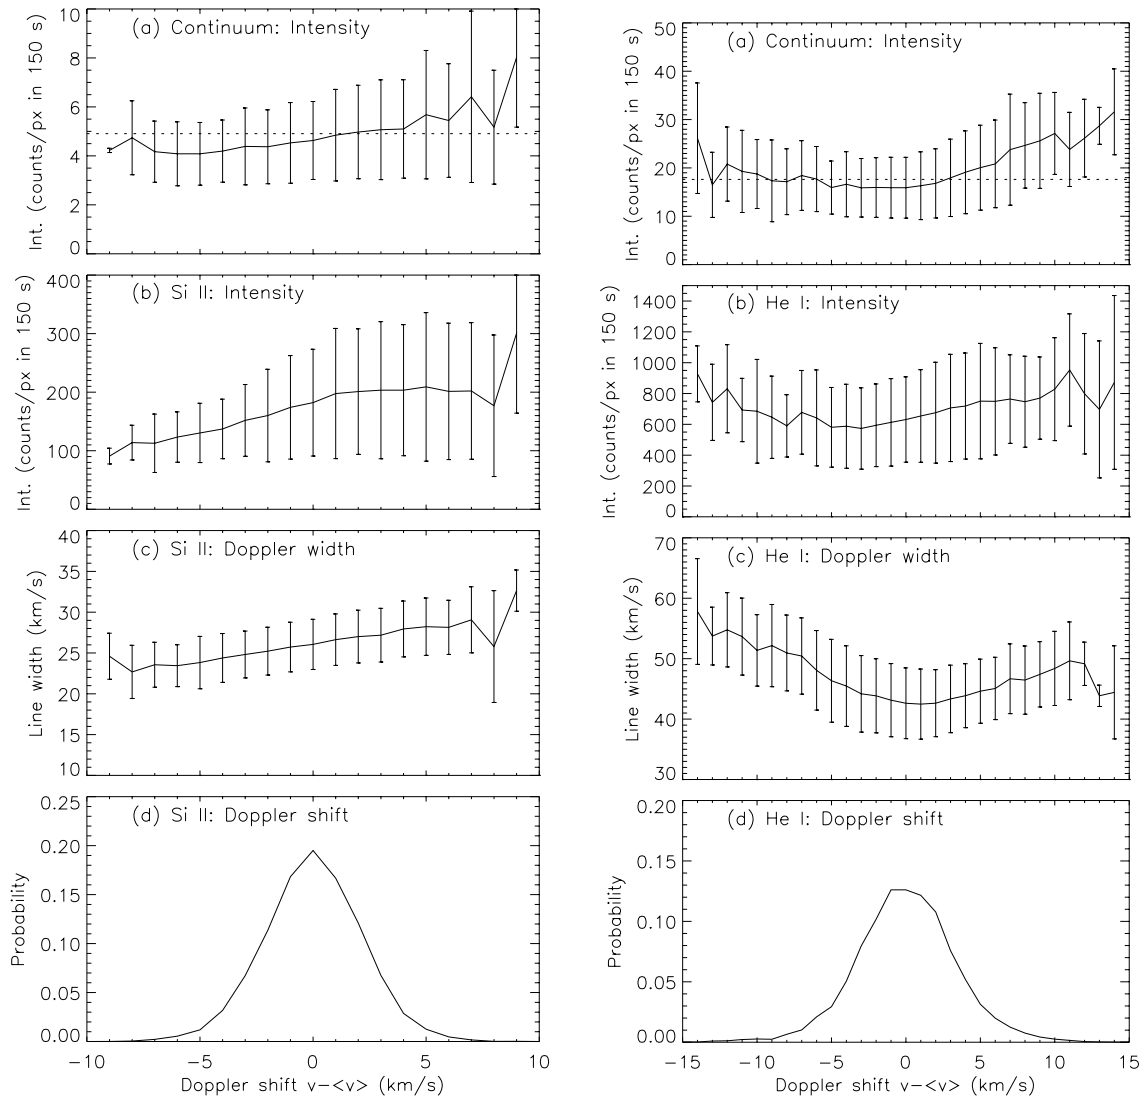 (a) Continuum: Intensity
Int. (counts/px in 150 s)
10
8
6
4
2
0
(b) Si II: Intensity
Int. (counts/px in 150 s)
400
300
200
100
0
(c) Si II: Doppler width
Line width (km/s)
40
35
30
25
20
15
10
(d) Si II: Doppler shift
Probability
0.25
0.20
0.15
0.10
0.05
0.00
−10 −5 0 5 10
Doppler shift v−<v> (km/s)
(a) Continuum: Intensity
Int. (counts/px in 150 s)
50
40
30
20
10
0
(b) He I: Intensity
Int. (counts/px in 150 s)
1400
1200
1000
800
600
400
200
0
(c) He I: Doppler width
Line width (km/s)
70
60
50
40
30
(d) He I: Doppler shift
Probability
0.20
0.15
0.10
0.05
0.00
−15 −10 −5 0 5 10 15
Doppler shift v−<v> (km/s)